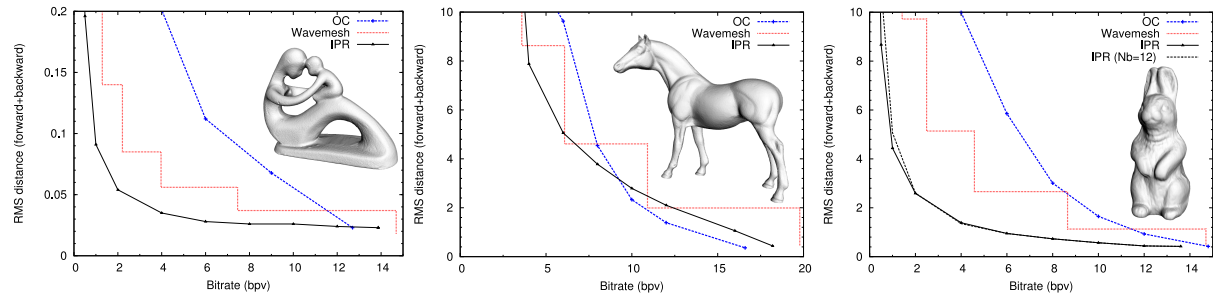 0.2
0.15
0.1
0.05
0
0 2 4 6 8 10 12 14
RMS distance (forward+backward)
Bitrate (bpv)
OC
Wavemesh
IPR
10
8
6
4
2
0
0 5 10 15 20
RMS distance (forward+backward)
Bitrate (bpv)
OC
Wavemesh
IPR
10
8
6
4
2
0
0 2 4 6 8 10 12 14
RMS distance (forward+backward)
Bitrate (bpv)
OC
Wavemesh
IPR
IPR (Nb=12)